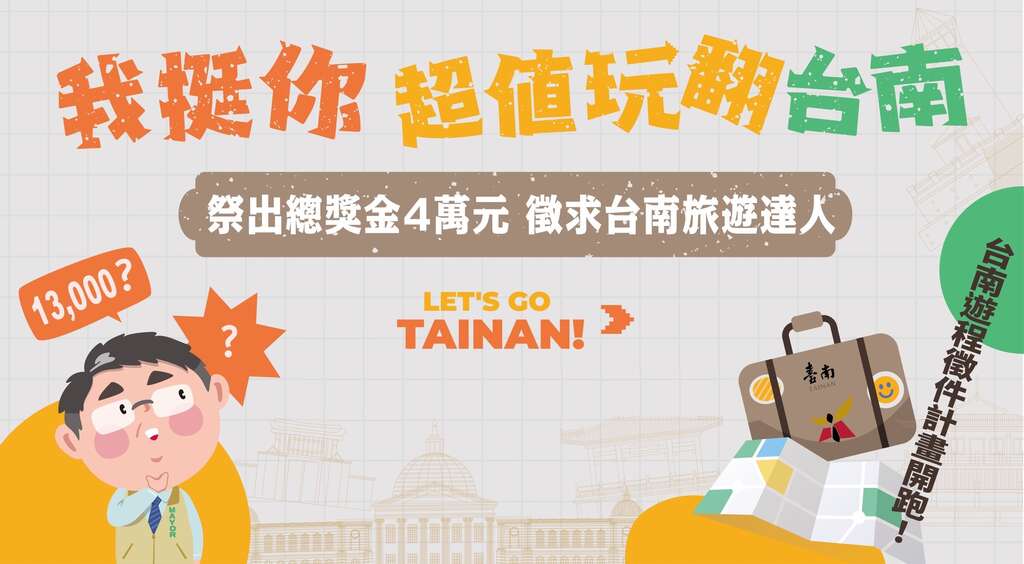 我挺你 超值玩翻台南
祭出總獎金4萬元 徵求台南旅遊達人
13,000?
?
LET'S GO
TAINAN!
臺南
TAINAN
台南遊程徵件計畫開跑!
MAYOR